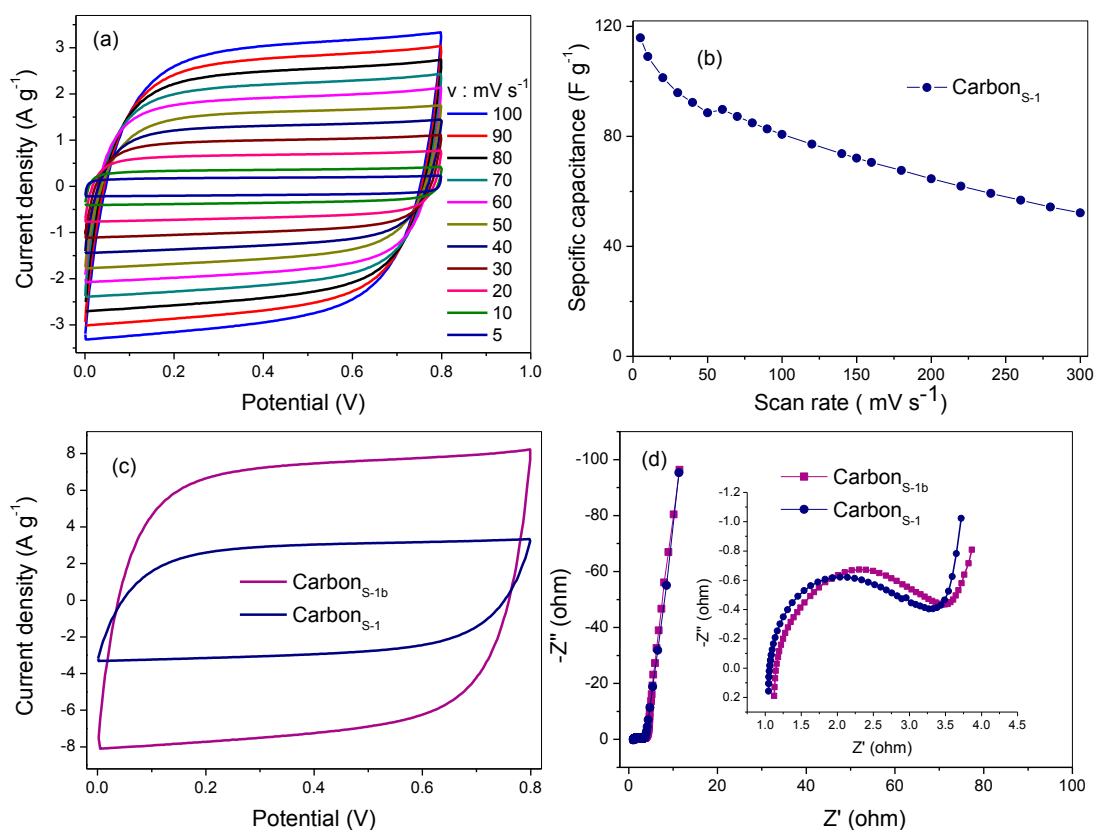 (a)
Current density (A g⁻¹)
3
2
1
0
-1
-2
-3
0.0 0.2 0.4 0.6 0.8 1.0
Potential (V)
v : mV s⁻¹
100
90
80
70
60
50
40
30
20
10
5
(b)
Sepcific capacitance (F g⁻¹)
120
80
40
0
0 50 100 150 200 250 300
Scan rate ( mV s⁻¹)
Carbon_S-1
(c)
Current density (A g⁻¹)
8
6
4
2
0
-2
-4
-6
-8
0.0 0.2 0.4 0.6 0.8
Potential (V)
Carbon_S-1b
Carbon_S-1
(d)
-Z'' (ohm)
-100
-80
-60
-40
-20
0
0 20 40 60 80 100
Z' (ohm)
Carbon_S-1b
Carbon_S-1
-Z'' (ohm)
-1.2
-1.0
-0.8
-0.6
-0.4
-0.2
0.0
0.2
1.0 1.5 2.0 2.5 3.0 3.5 4.0 4.5
Z' (ohm)